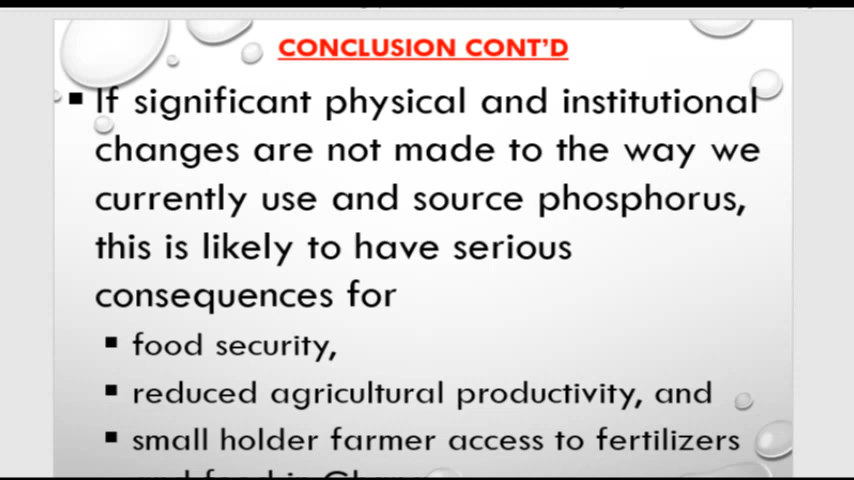 CONCLUSION CONT'D
▪ If significant physical and institutional
changes are not made to the way we
currently use and source phosphorus,
this is likely to have serious
consequences for
▪ food security,
▪ reduced agricultural productivity, and
▪ small holder farmer access to fertilizers